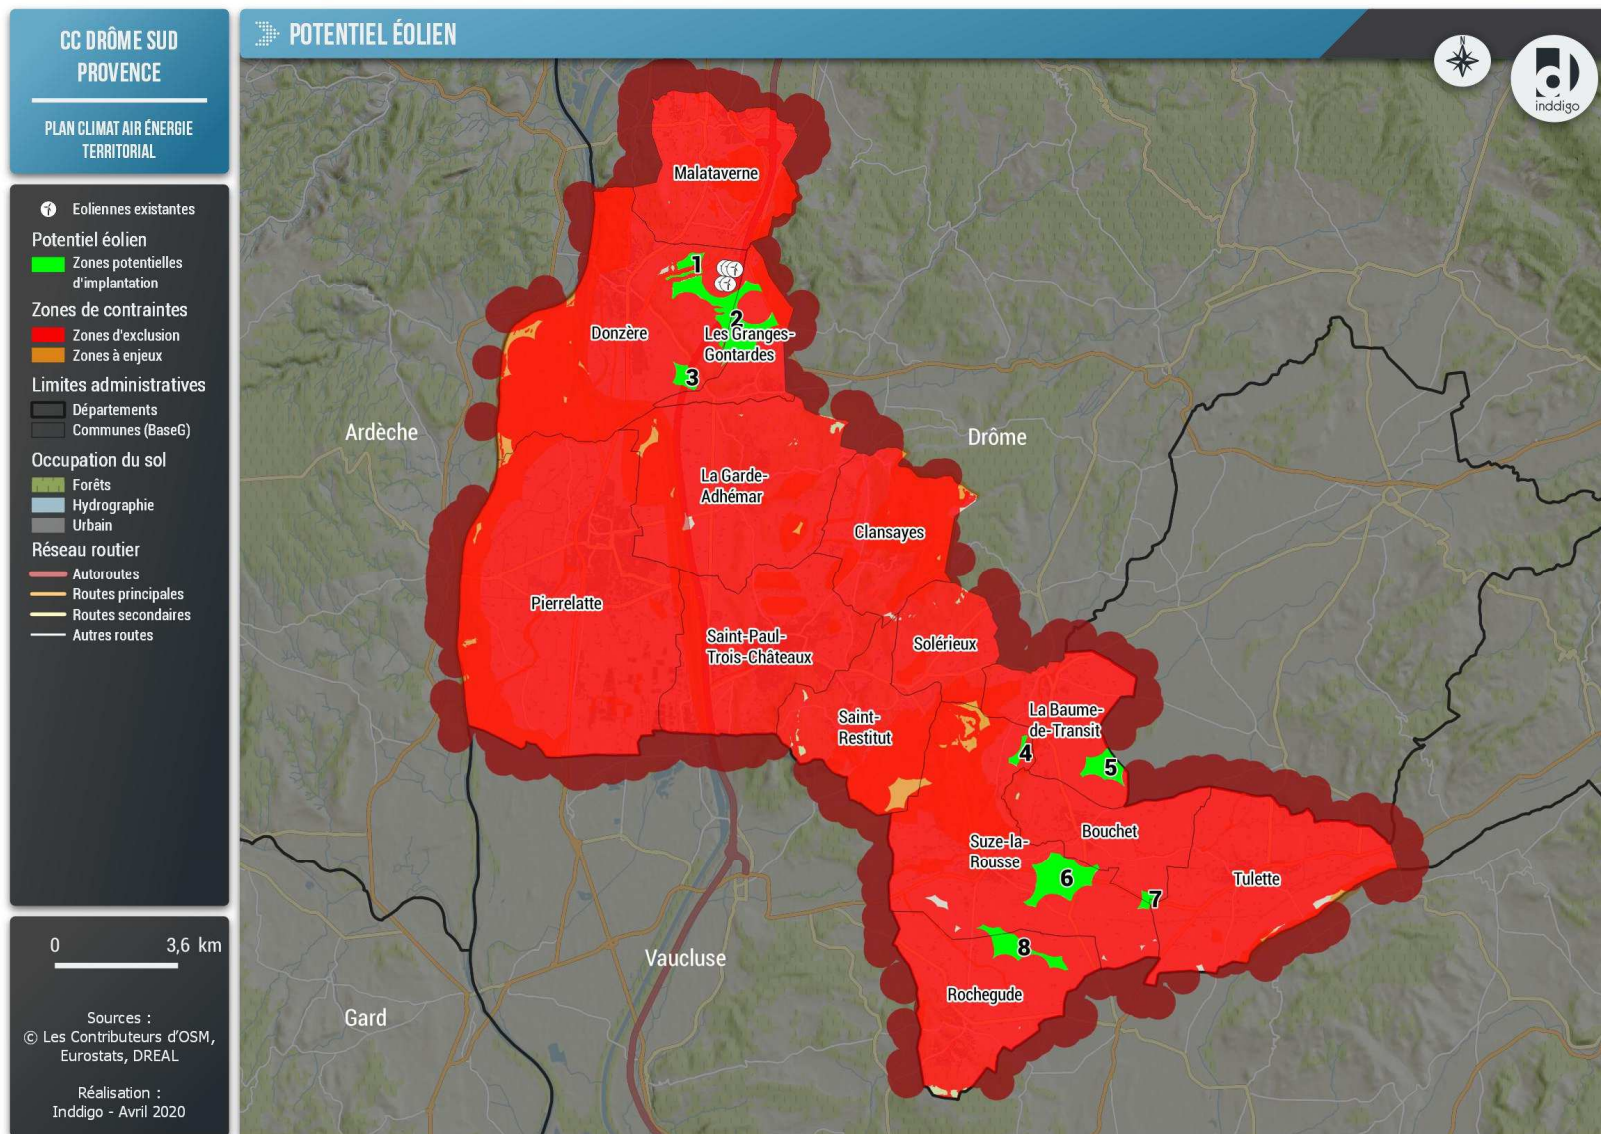 CC DRÔME SUD
PROVENCE
PLAN CLIMAT AIR ÉNERGIE
TERRITORIAL
POTENTIEL ÉOLIEN
N
inddigo
Eoliennes existantes
Potentiel éolien
Zones potentielles
d'implantation
Zones de contraintes
Zones d'exclusion
Zones à enjeux
Limites administratives
Départements
Communes (BaseG)
Occupation du sol
Forêts
Hydrographie
Urbain
Réseau routier
Autoroutes
Routes principales
Routes secondaires
Autres routes
0 3,6 km
Sources :
© Les Contributeurs d'OSM,
Eurostats, DREAL
Réalisation :
Inddigo - Avril 2020
Malataverne
1
2
Donzère
Les Granges-
Gontardes
3
Ardèche
Drôme
La Garde-
Adhémar
Clansayes
Pierrelatte
Saint-Paul-
Trois-Châteaux
Solérieux
Saint-
Restitut
La Baume-
de-Transit
4
5
Bouchet
Suze-la-
Rousse
6
Tulette
7
8
Vaucluse
Rochegude
Gard